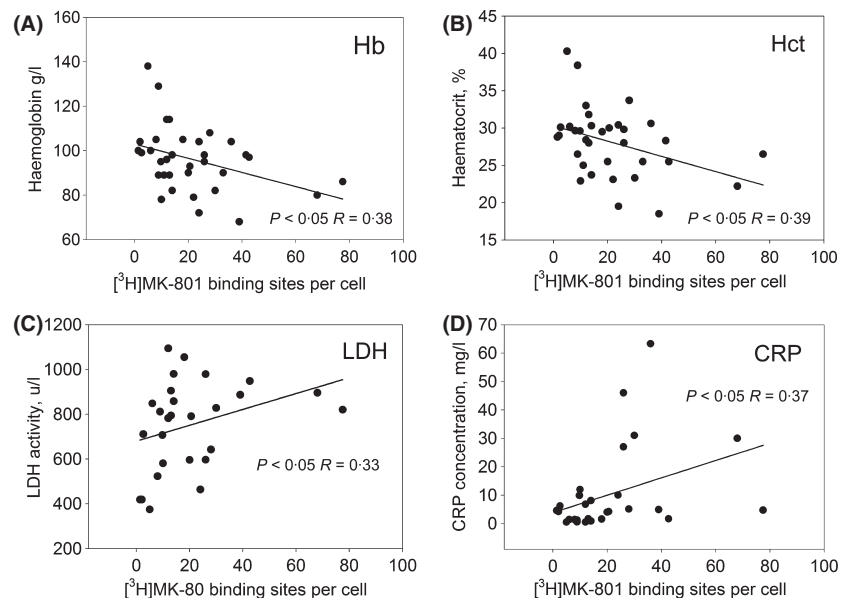 (A)
160
140
120
100
80
60
Haemoglobin g/l
Hb
P < 0·05 R = 0·38
0 20 40 60 80 100
[³H]MK-801 binding sites per cell
(B)
45
40
35
30
25
20
15
Haematocrit, %
Hct
P < 0·05 R = 0·39
0 20 40 60 80 100
[³H]MK-801 binding sites per cell
(C)
1200
1000
800
600
400
200
LDH activity, u/l
LDH
P < 0·05 R = 0·33
0 20 40 60 80 100
[³H]MK-80 binding sites per cell
(D)
70
60
50
40
30
20
10
0
CRP concentration, mg/l
CRP
P < 0·05 R = 0·37
0 20 40 60 80 100
[³H]MK-801 binding sites per cell